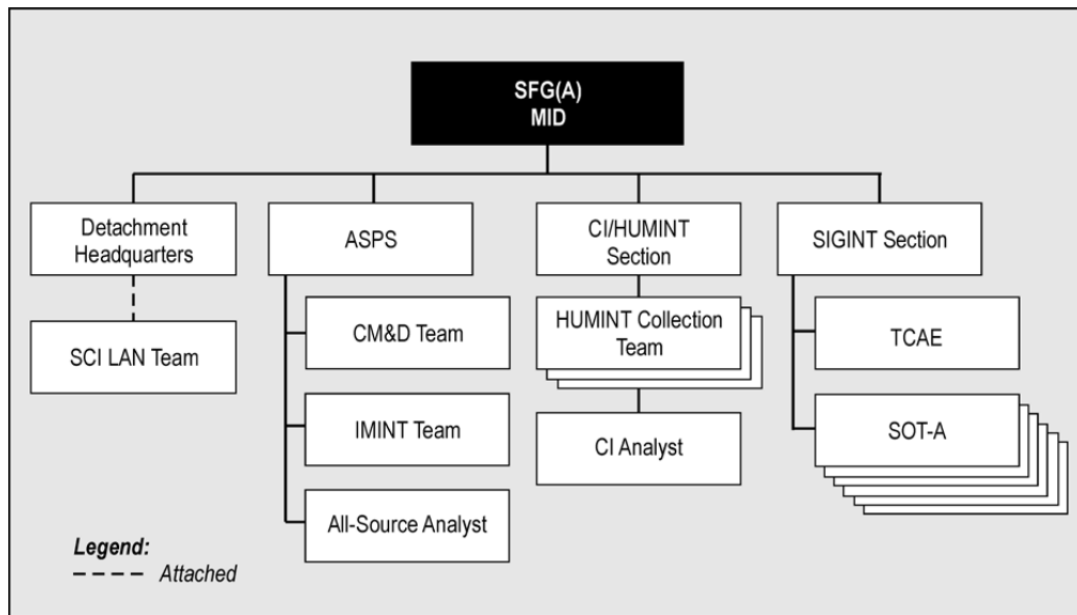 SFG(A)
MID
Detachment
Headquarters
SCI LAN Team
ASPS
CM&D Team
IMINT Team
All-Source Analyst
CI/HUMINT
Section
HUMINT Collection
Team
CI Analyst
SIGINT Section
TCAE
SOT-A
Legend:
Attached